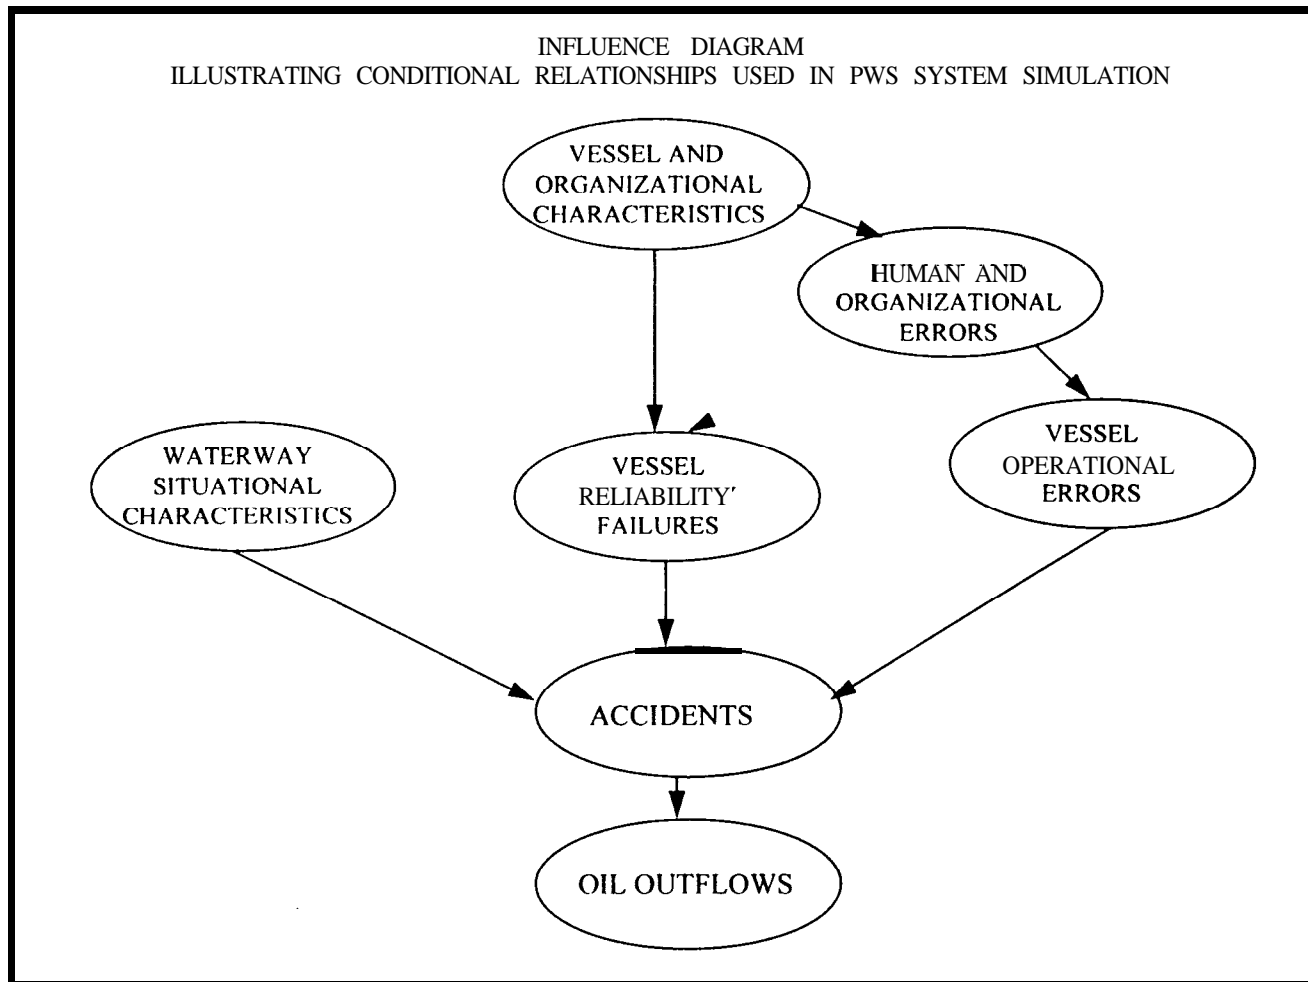 INFLUENCE DIAGRAM
ILLUSTRATING CONDITIONAL RELATIONSHIPS USED IN PWS SYSTEM SIMULATION
VESSEL AND
ORGANIZATIONAL
CHARACTERISTICS
HUMAN AND
ORGANIZATIONAL
ERRORS
WATERWAY
SITUATIONAL
CHARACTERISTICS
VESSEL
RELIABILITY
FAILURES
VESSEL
OPERATIONAL
ERRORS
ACCIDENTS
OIL OUTFLOWS